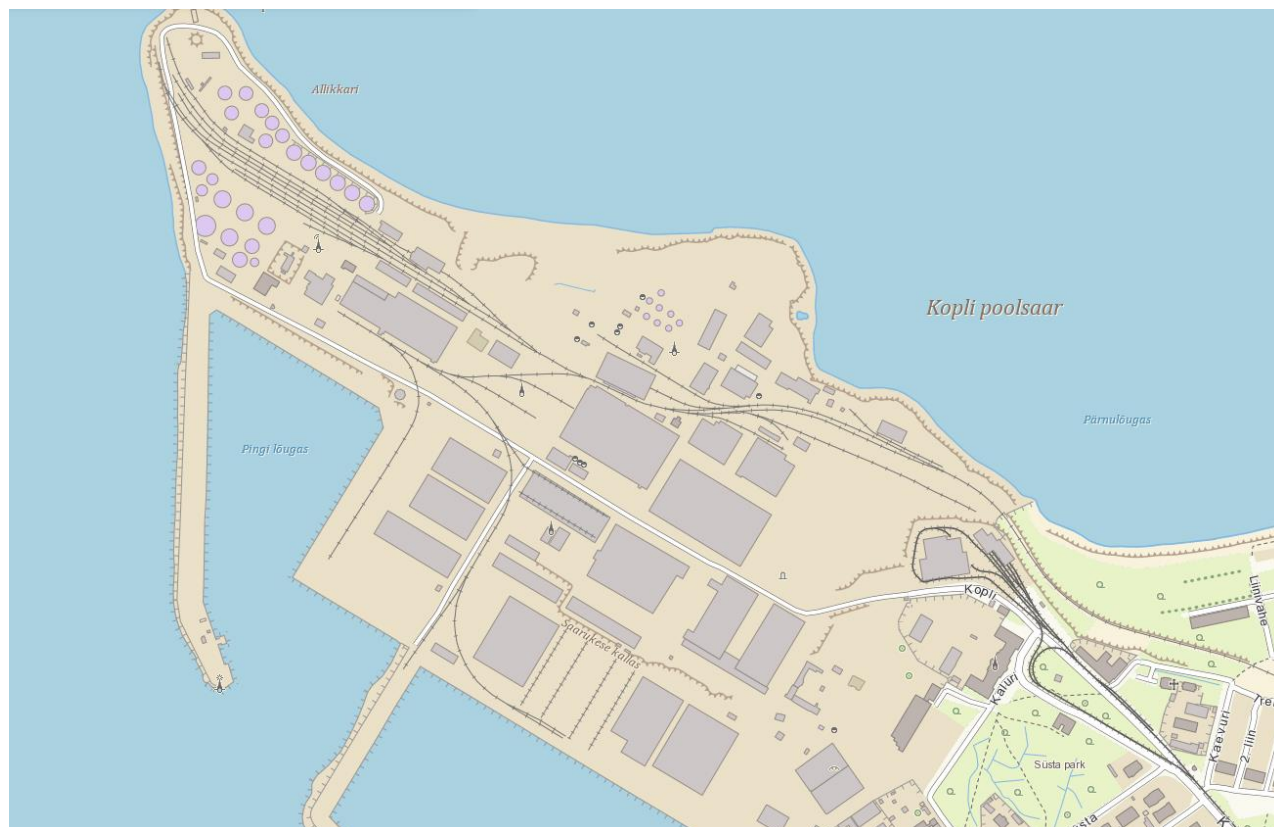 Allikkari
Kopli poolsaar
Pärnulõugas
Pingi lõugas
Kopli
Liinivahe
Saarukese kallas
Kaluri
Kaevuri
2 liin
Süsta park